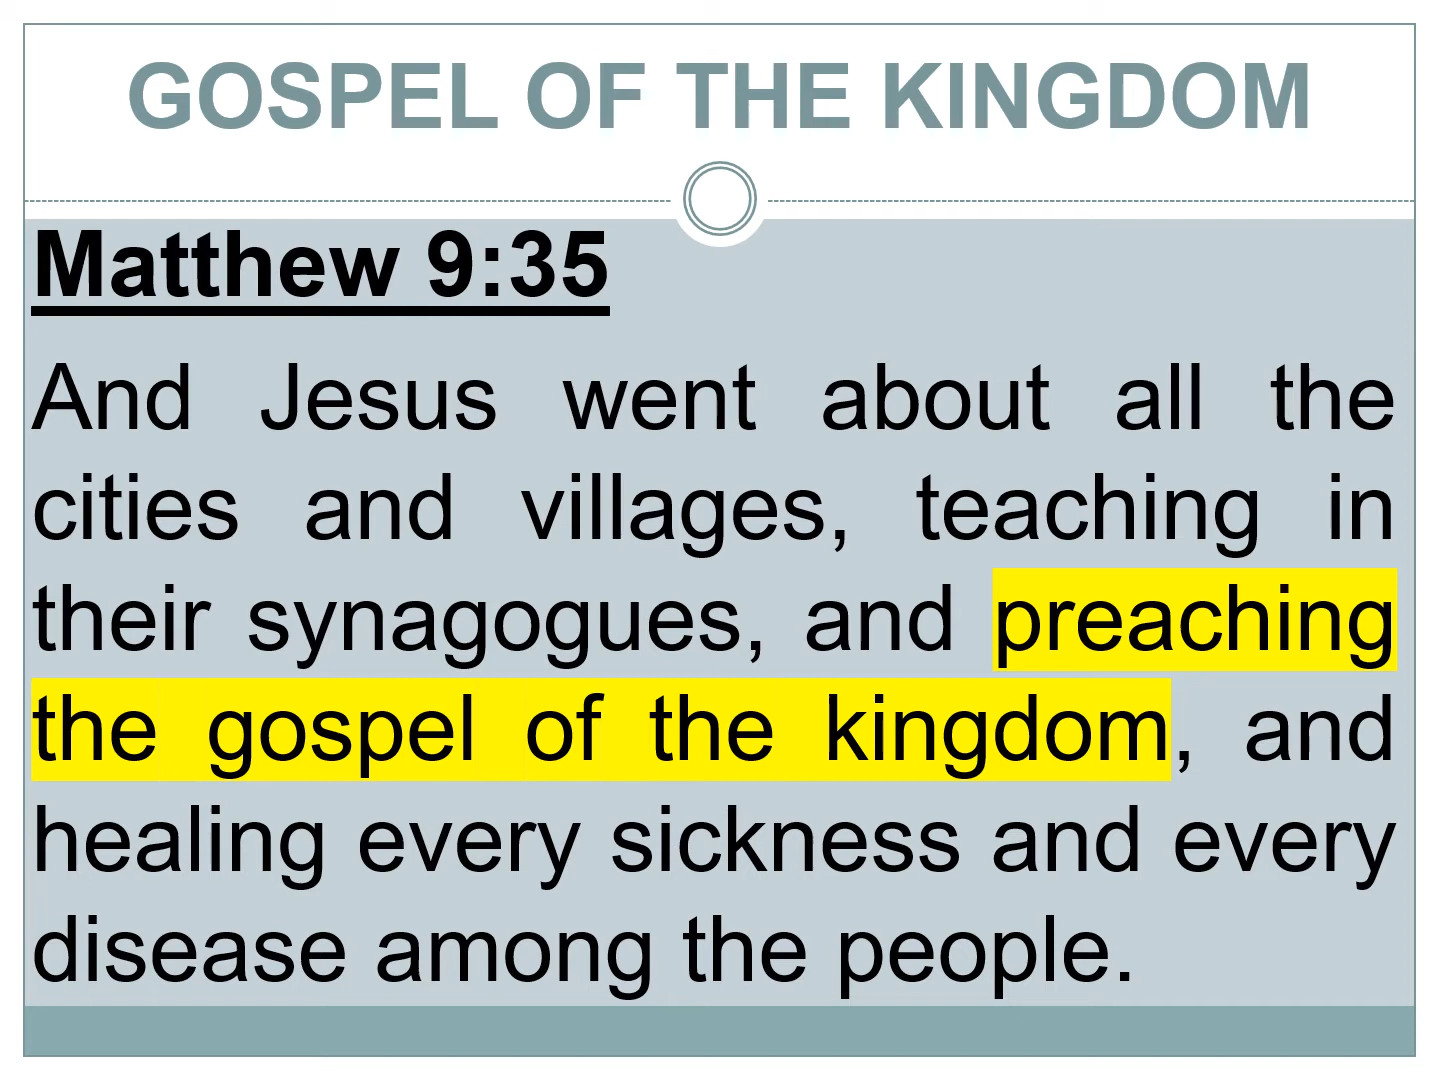 GOSPEL OF THE KINGDOM
Matthew 9:35
And Jesus went about all the
cities and villages, teaching in
their synagogues, and preaching
the gospel of the kingdom, and
healing every sickness and every
disease among the people.